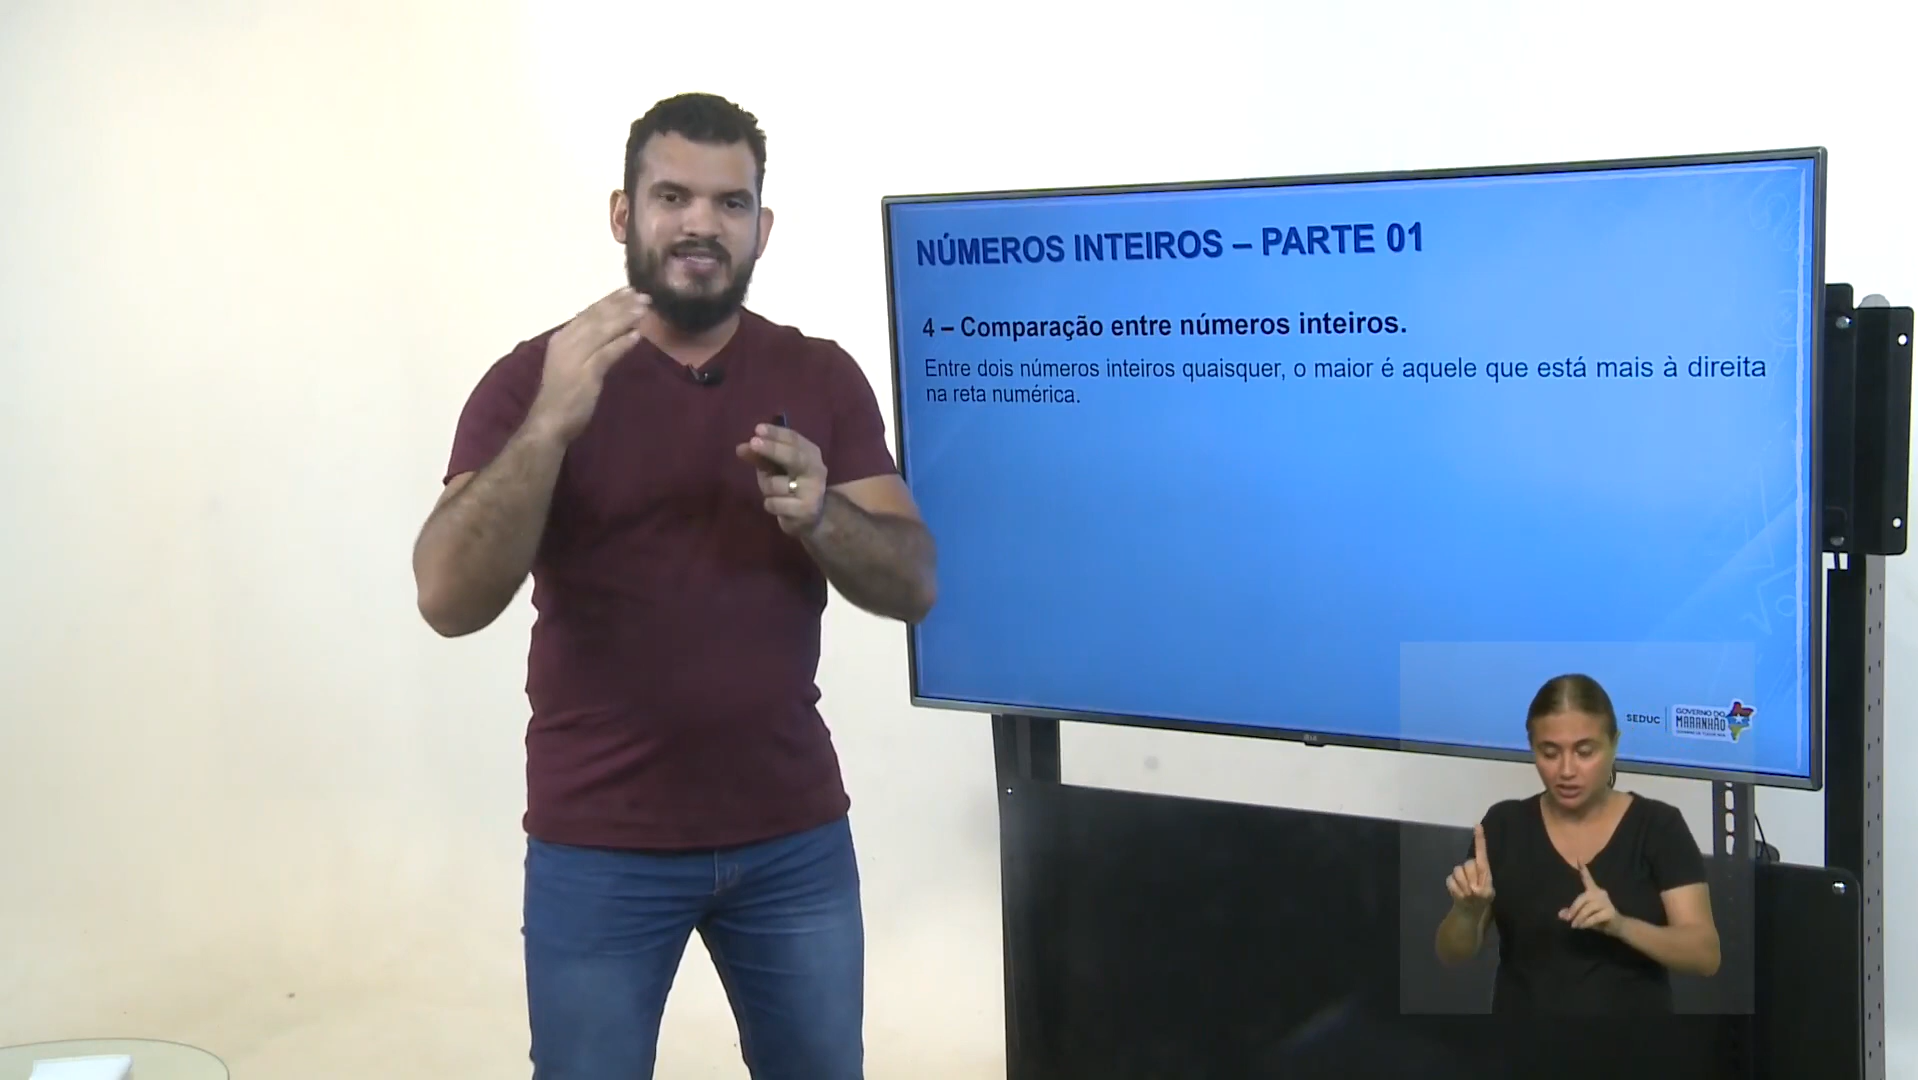 NÚMEROS INTEIROS – PARTE 01
4 – Comparação entre números inteiros.
Entre dois números inteiros quaisquer, o maior é aquele que está mais à direita
na reta numérica.
SEDUC
GOVERNO DO
MARANHÃO